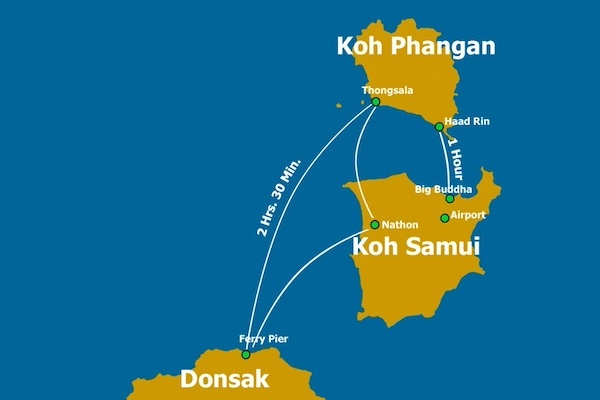 Koh Phangan
Thongsala
Haad Rin
1 Hour
2 Hrs. 30 Min.
Big Buddha
Airport
Nathon
Koh Samui
Ferry Pier
Donsak